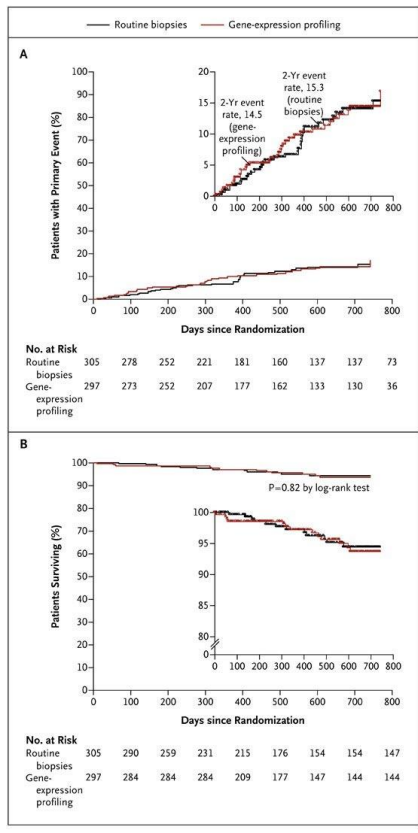 Routine biopsies Gene-expression profiling
A
Patients with Primary Event (%)
100
90
80
70
60
50
40
30
20
10
0
0 100 200 300 400 500 600 700 800
Days since Randomization
20
15
10
5
0
0 100 200 300 400 500 600 700 800
2-Yr event
rate, 14.5
(gene-
expression
profiling)
2-Yr event
rate, 15.3
(routine
biopsies)
No. at Risk
Routine biopsies 305 278 252 221 181 160 137 137 73
Gene-expression profiling 297 273 252 207 177 162 133 130 36
B
Patients Surviving (%)
100
90
80
70
60
50
40
30
20
10
0
0 100 200 300 400 500 600 700 800
Days since Randomization
P=0.82 by log-rank test
100
95
90
85
80
0
0 100 200 300 400 500 600 700 800
No. at Risk
Routine biopsies 305 290 259 231 215 176 154 154 147
Gene-expression profiling 297 284 284 284 209 177 147 144 144